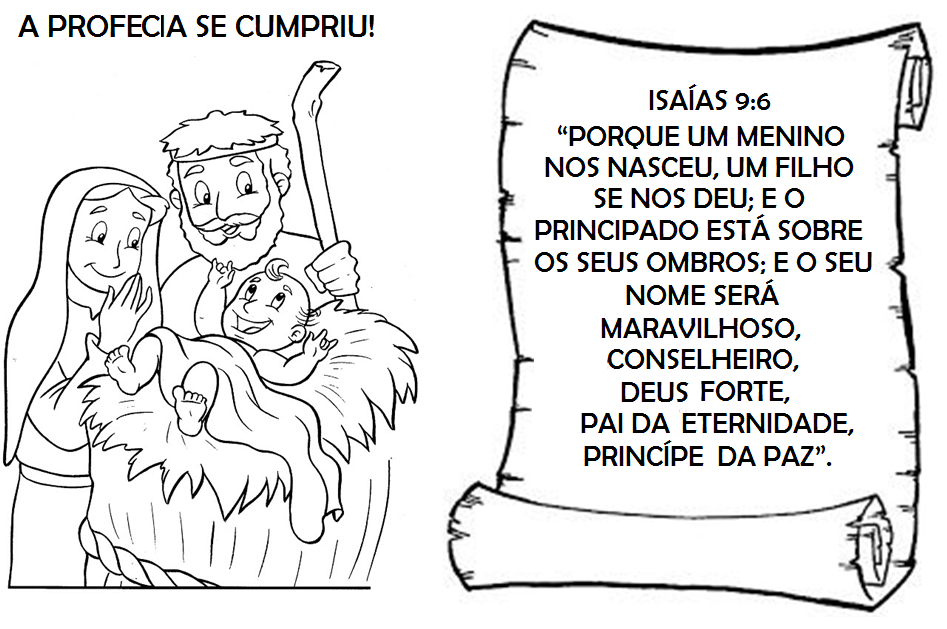 A PROFECIA SE CUMPRIU!
ISAÍAS 9:6
“PORQUE UM MENINO
NOS NASCEU, UM FILHO
SE NOS DEU; E O
PRINCIPADO ESTÁ SOBRE
OS SEUS OMBROS; E O SEU
NOME SERÁ
MARAVILHOSO,
CONSELHEIRO,
DEUS FORTE,
PAI DA ETERNIDADE,
PRINCÍPE DA PAZ”.